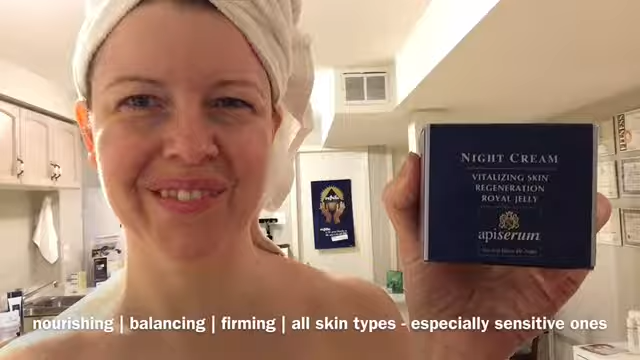 NIGHT CREAM
VITALIZING SKIN
REGENERATION
ROYAL JELLY
apiserum
nourishing | balancing | firming | all skin types - especially sensitive ones